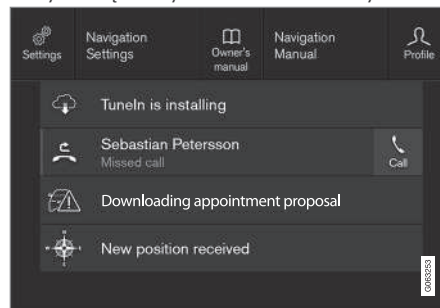 Settings
Navigation
Settings
Owner's
manual
Navigation
Manual
Profile
TuneIn is installing
Sebastian Petersson
Missed call
Call
Downloading appointment proposal
New position received
G063253